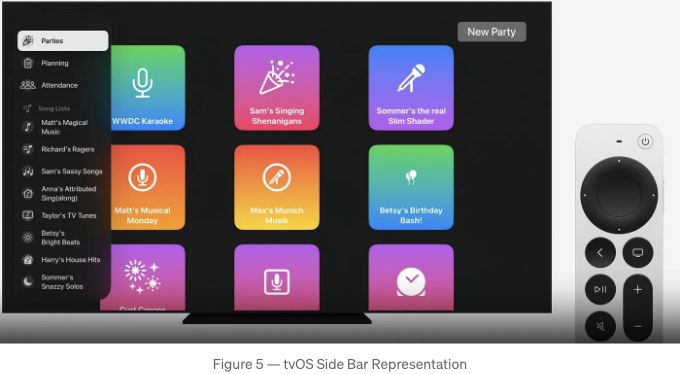 Parties
Planning
Attendance
Song Lists
Matt's Magical
Music
Richard's Ragers
Sam's Sassy Songs
Anna's Attributed
Sing(along)
Taylor's TV Tunes
Betsy's
Bright Beats
Harry's House Hits
Sommer's
Snazzy Solos
New Party
WWDC Karaoke
Sam's Singing
Shenanigans
Sommer's the real
Slim Shader
Matt's Musical
Monday
Max's Munich
Musik
Betsy's Birthday
Bash!
Figure 5 — tvOS Side Bar Representation